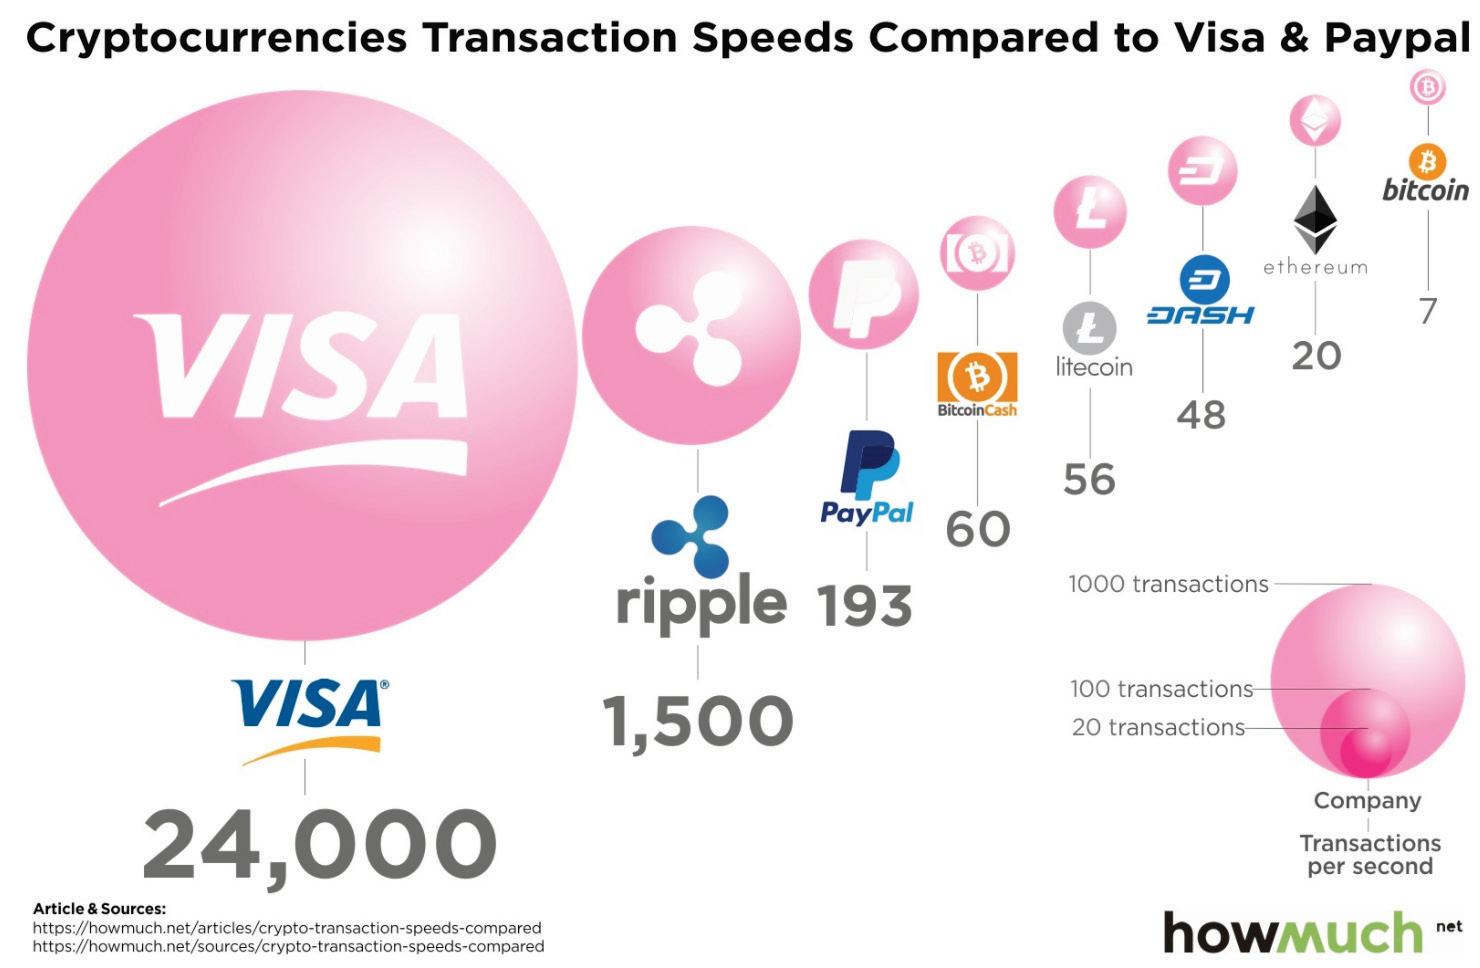 Cryptocurrencies Transaction Speeds Compared to Visa & Paypal
VISA
VISA®
24,000
ripple
1,500
PayPal
193
BitcoinCash
60
litecoin
56
DASH
48
ethereum
20
bitcoin
7
1000 transactions
100 transactions
20 transactions
Company
Transactions
per second
Article & Sources:
https://howmuch.net/articles/crypto-transaction-speeds-compared
https://howmuch.net/sources/crypto-transaction-speeds-compared
howmuch net